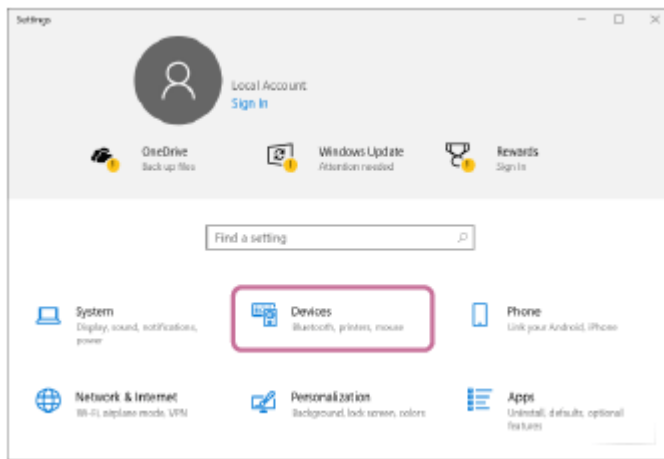 Settings
Local Account
Sign In
OneDrive
Back up files
Windows Update
Attention needed
Rewards
Sign In
Find a setting
System
Display, sound, notifications,
power
Devices
Bluetooth, printers, mouse
Phone
Link your Android, iPhone
Network & Internet
Wi-Fi, airplane mode, VPN
Personalization
Background, lock screen, colors
Apps
Uninstall, defaults, optional
features